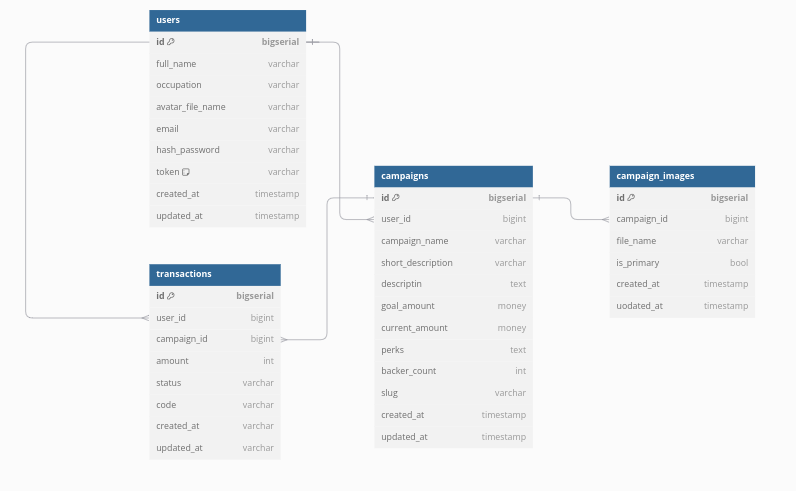 users
id bigserial
full_name varchar
occupation varchar
avatar_file_name varchar
email varchar
hash_password varchar
token varchar
created_at timestamp
updated_at timestamp
transactions
id bigserial
user_id bigint
campaign_id bigint
amount int
status varchar
code varchar
created_at varchar
updated_at varchar
campaigns
id bigserial
user_id bigint
campaign_name varchar
short_description varchar
descriptin text
goal_amount money
current_amount money
perks text
backer_count int
slug varchar
created_at timestamp
updated_at timestamp
campaign_images
id bigserial
campaign_id bigint
file_name varchar
is_primary bool
created_at timestamp
uodated_at timestamp